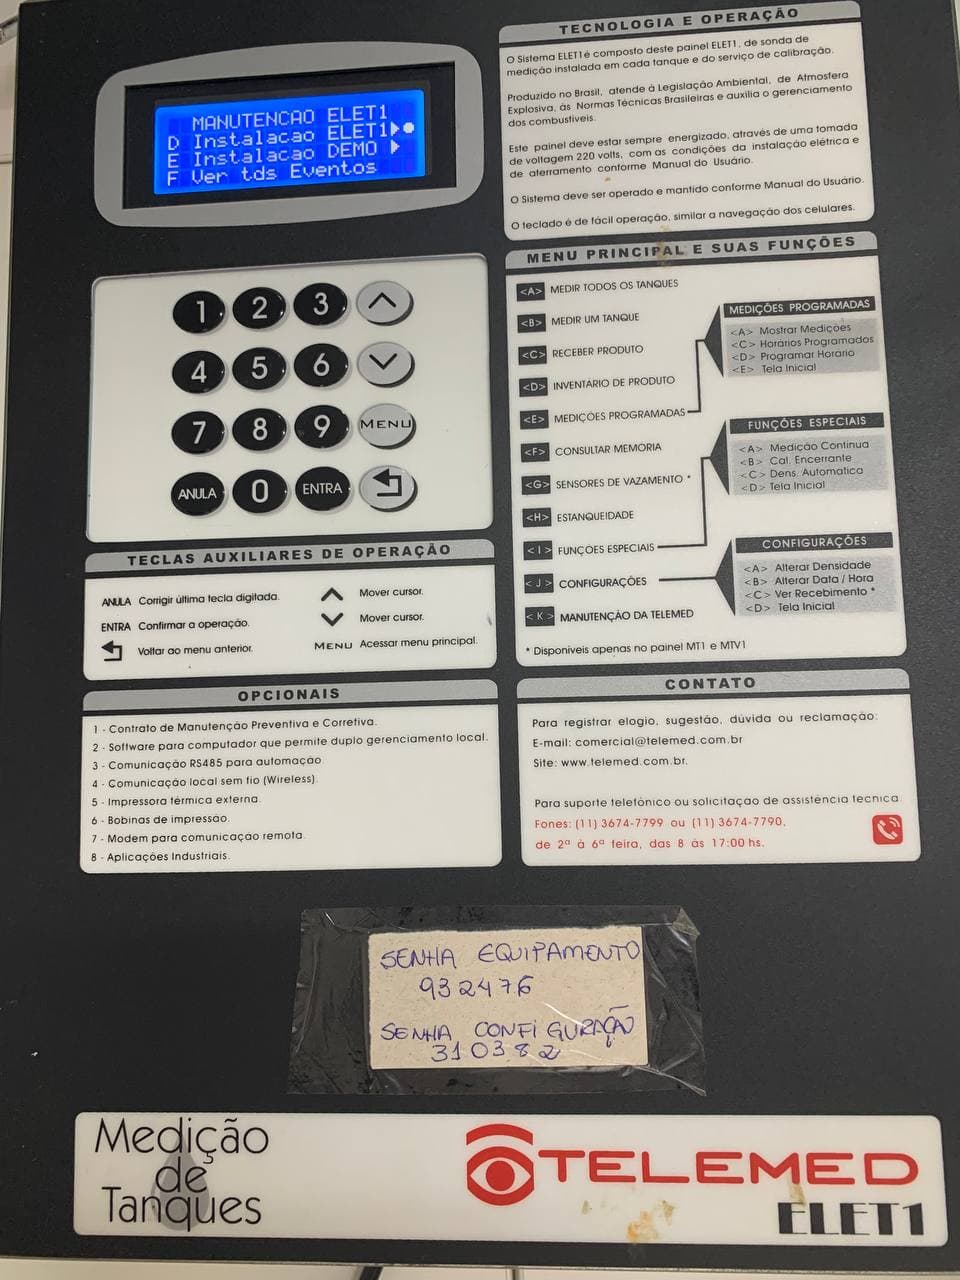 MANUTENCAO ELET1
D Instalacao ELET1
E Instalacao DEMO
F Ver tds Eventos
TECNOLOGIA E OPERAÇÃO
O Sistema ELET1 é composto deste painel ELET1, de sonda de
medição instalada em cada tanque e do serviço de calibração.
Produzido no Brasil, atende à Legislação Ambiental, de Atmosfera
Explosiva, às Normas Técnicas Brasileiras e auxilia o gerenciamento
dos combustíveis.
Este painel deve estar sempre energizado, através de uma tomada
de voltagem 220 volts, com as condições da instalação elétrica e
de aterramento conforme Manual do Usuário.
O Sistema deve ser operado e mantido conforme Manual do Usuário.
O teclado é de fácil operação, similar a navegação dos celulares.
1 2 3
4 5 6
7 8 9 MENU
ANULA 0 ENTRA
TECLAS AUXILIARES DE OPERAÇÃO
ANULA Corrigir última tecla digitada.
ENTRA Confirmar a operação.
Voltar ao menu anterior.
Mover cursor.
Mover cursor.
MENU Acessar menu principal.
MENU PRINCIPAL E SUAS FUNÇÕES
<A> MEDIR TODOS OS TANQUES
<B> MEDIR UM TANQUE
<C> RECEBER PRODUTO
<D> INVENTÁRIO DE PRODUTO
<E> MEDIÇÕES PROGRAMADAS
<F> CONSULTAR MEMÓRIA
<G> SENSORES DE VAZAMENTO *
<H> ESTANQUEIDADE
<I> FUNÇÕES ESPECIAIS
<J> CONFIGURAÇÕES
<K> MANUTENÇÃO DA TELEMED
MEDIÇÕES PROGRAMADAS
<A> Mostrar Medições
<C> Horários Programados
<D> Programar Horário
<E> Tela Inicial
FUNÇÕES ESPECIAIS
<A> Medição Contínua
<B> Cal. Encerrante
<C> Dens. Automática
<D> Tela Inicial
CONFIGURAÇÕES
<A> Alterar Densidade
<B> Alterar Data / Hora
<C> Ver Recebimento *
<D> Tela Inicial
* Disponíveis apenas no painel MT1 e MTV1
OPCIONAIS
1 - Contrato de Manutenção Preventiva e Corretiva.
2 - Software para computador que permite duplo gerenciamento local.
3 - Comunicação RS485 para automação.
4 - Comunicação local sem fio (Wireless).
5 - Impressora térmica externa.
6 - Bobinas de impressão.
7 - Modem para comunicação remota.
8 - Aplicações Industriais.
CONTATO
Para registrar elogio, sugestão, dúvida ou reclamação:
E-mail: comercial@telemed.com.br
Site: www.telemed.com.br.
Para suporte telefônico ou solicitação de assistência técnica
Fones: (11) 3674-7799 ou (11) 3674-7790,
de 2ª à 6ª feira, das 8 às 17:00 hs.
SENHA EQUIPAMENTO
932476
SENHA CONFIGURAÇÃO
310382
Medição
de
Tanques
TELEMED
ELET1